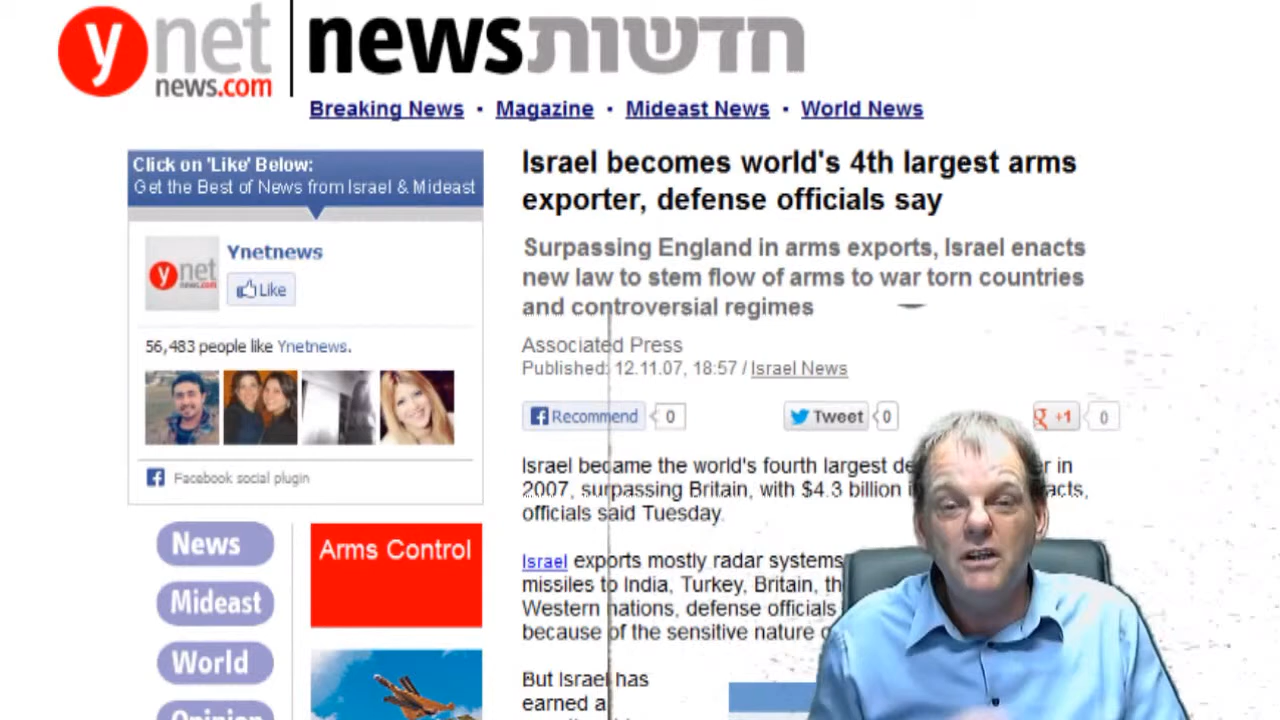 ynet
news.com
newsחדשות
Breaking News • Magazine • Mideast News • World News
Click on 'Like' Below:
Get the Best of News from Israel & Mideast
ynet
news.com
Ynetnews
Like
56,483 people like Ynetnews.
Facebook social plugin
News
Mideast
World
Opinion
Arms Control
Israel becomes world's 4th largest arms
exporter, defense officials say
Surpassing England in arms exports, Israel enacts
new law to stem flow of arms to war torn countries
and controversial regimes
Associated Press
Published: 12.11.07, 18:57 / Israel News
Recommend 0 Tweet 0 +1 0
Israel became the world's fourth largest in
2007, surpassing Britain, with $4.3 billion
officials said Tuesday.
Israel exports mostly radar systems
missiles to India, Turkey, Britain,
Western nations, defense officials
because of the sensitive nature
But Israel has
earned a